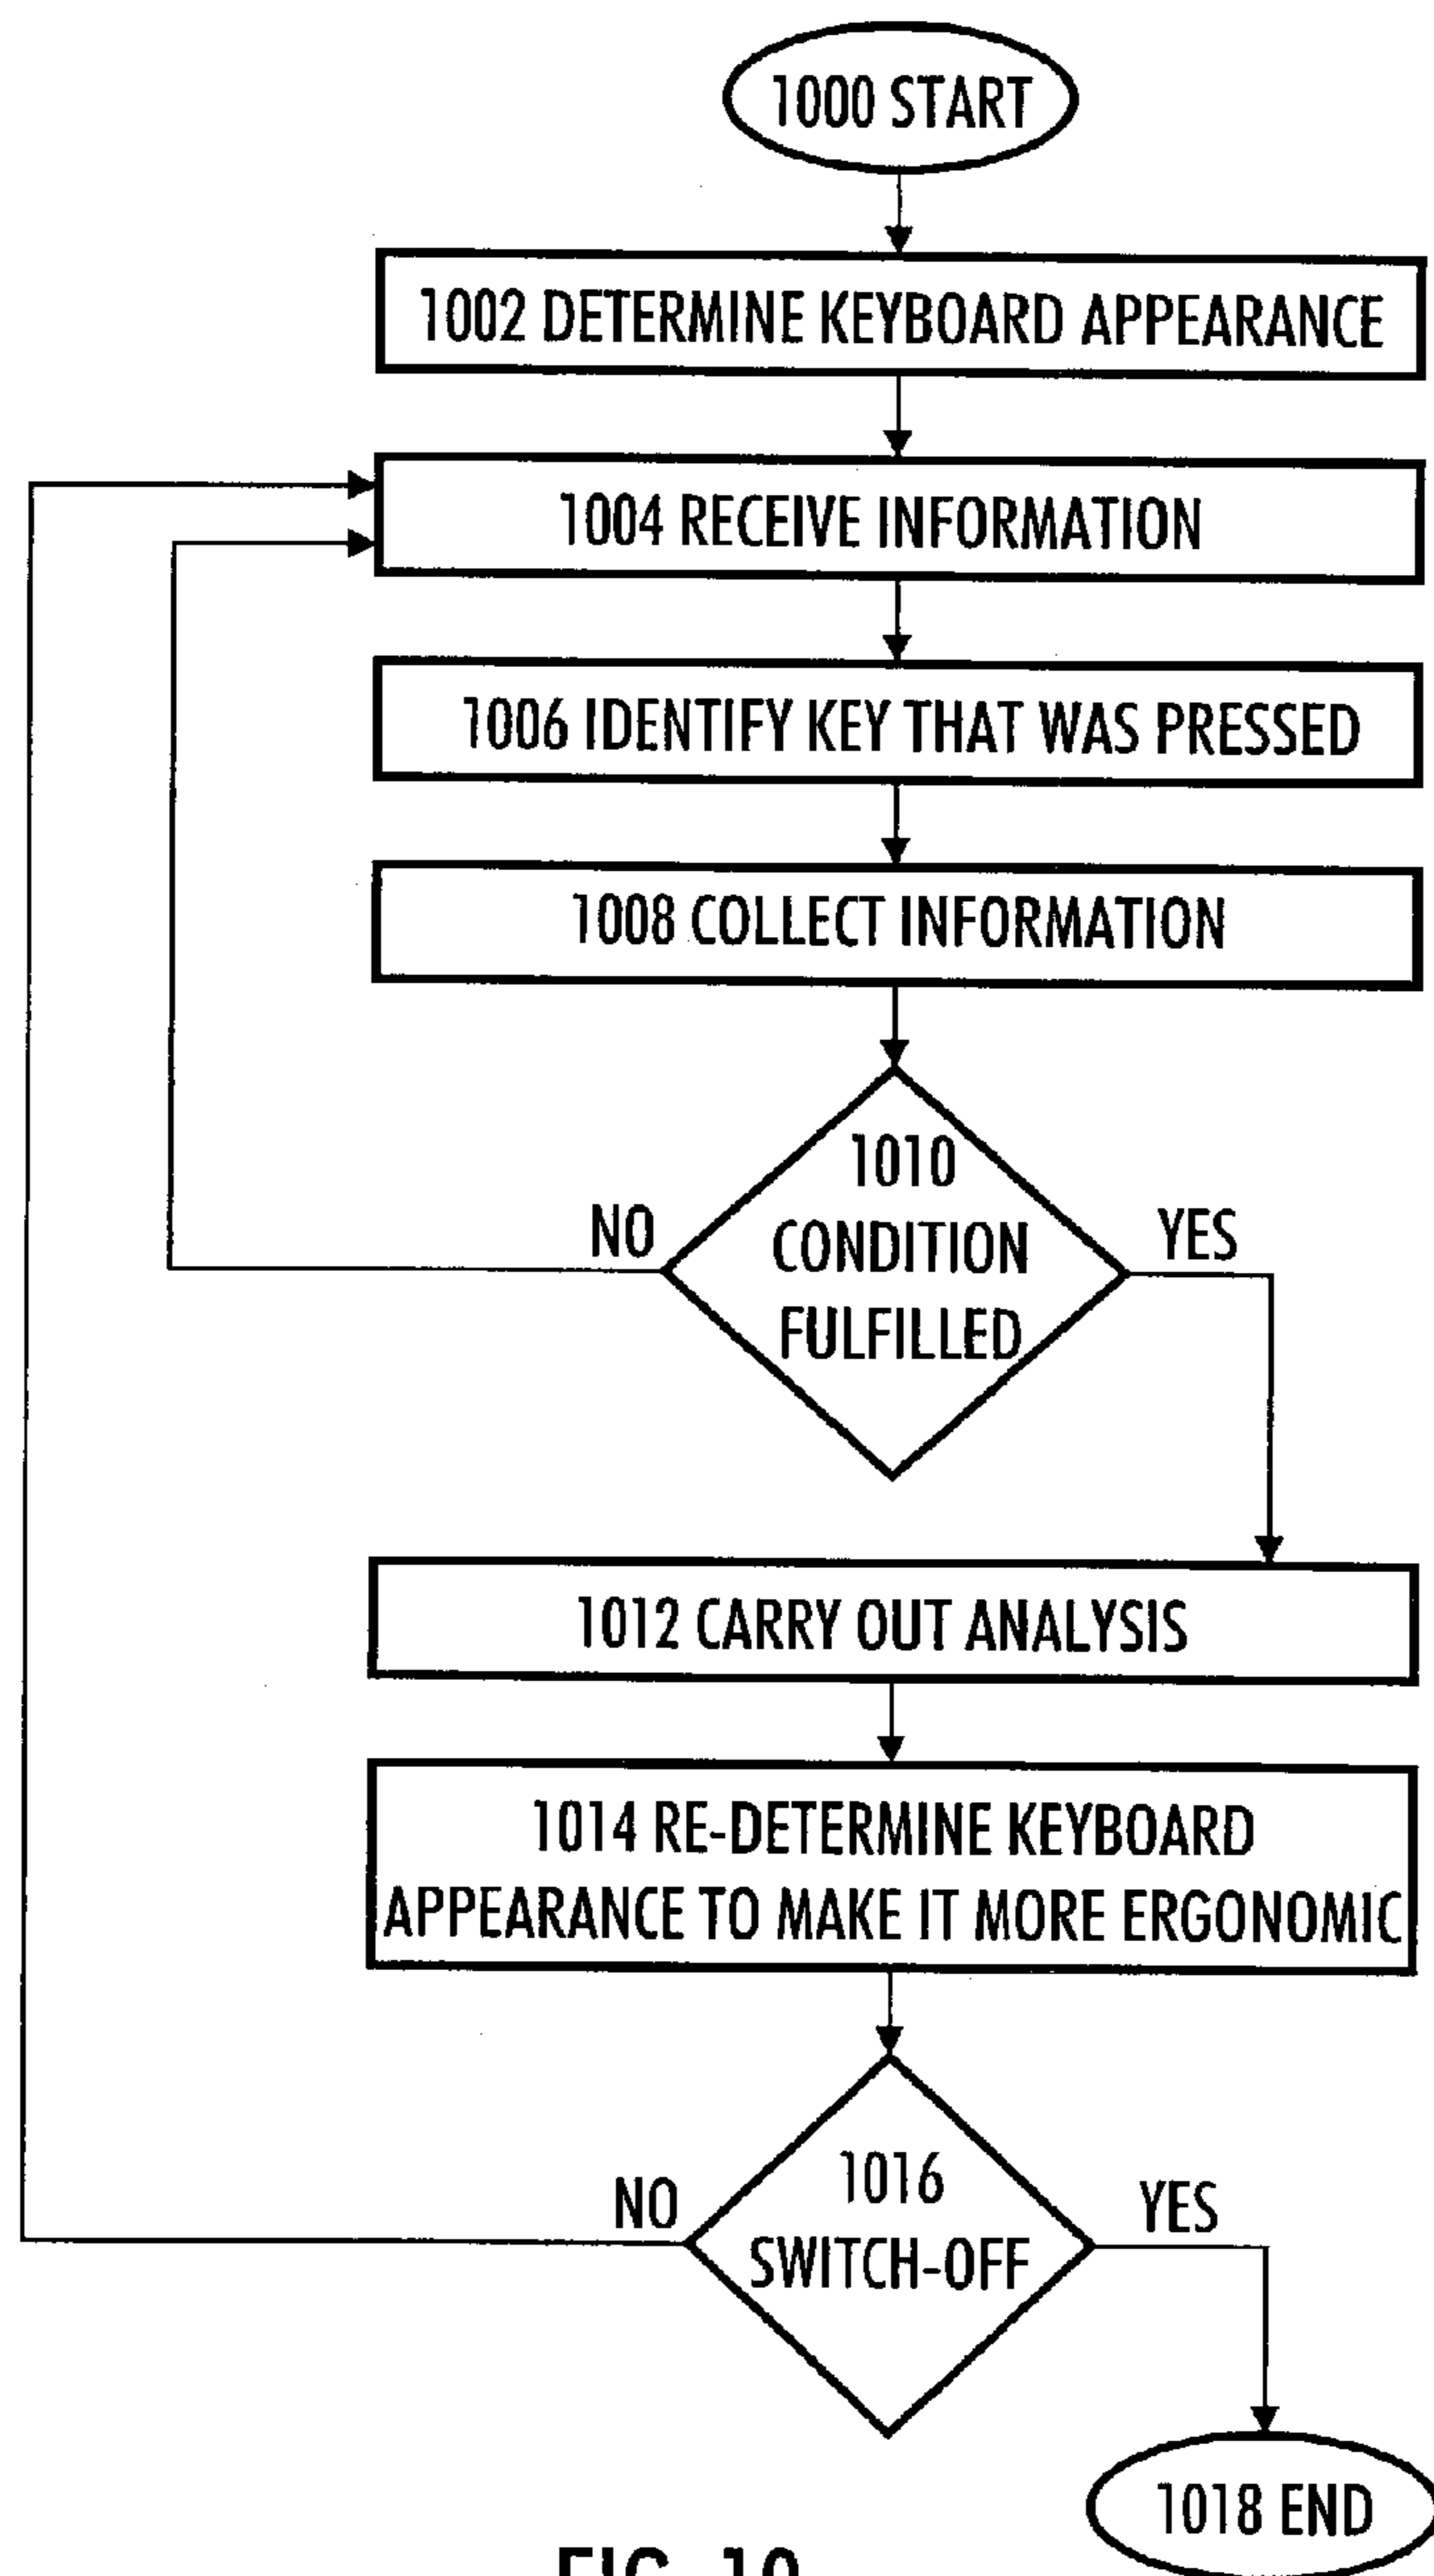 1000 START
1002 DETERMINE KEYBOARD APPEARANCE
1004 RECEIVE INFORMATION
1006 IDENTIFY KEY THAT WAS PRESSED
1008 COLLECT INFORMATION
1010
CONDITION
FULFILLED
NO
YES
1012 CARRY OUT ANALYSIS
1014 RE-DETERMINE KEYBOARD
APPEARANCE TO MAKE IT MORE ERGONOMIC
1016
SWITCH-OFF
NO
YES
1018 END
FIG. 10